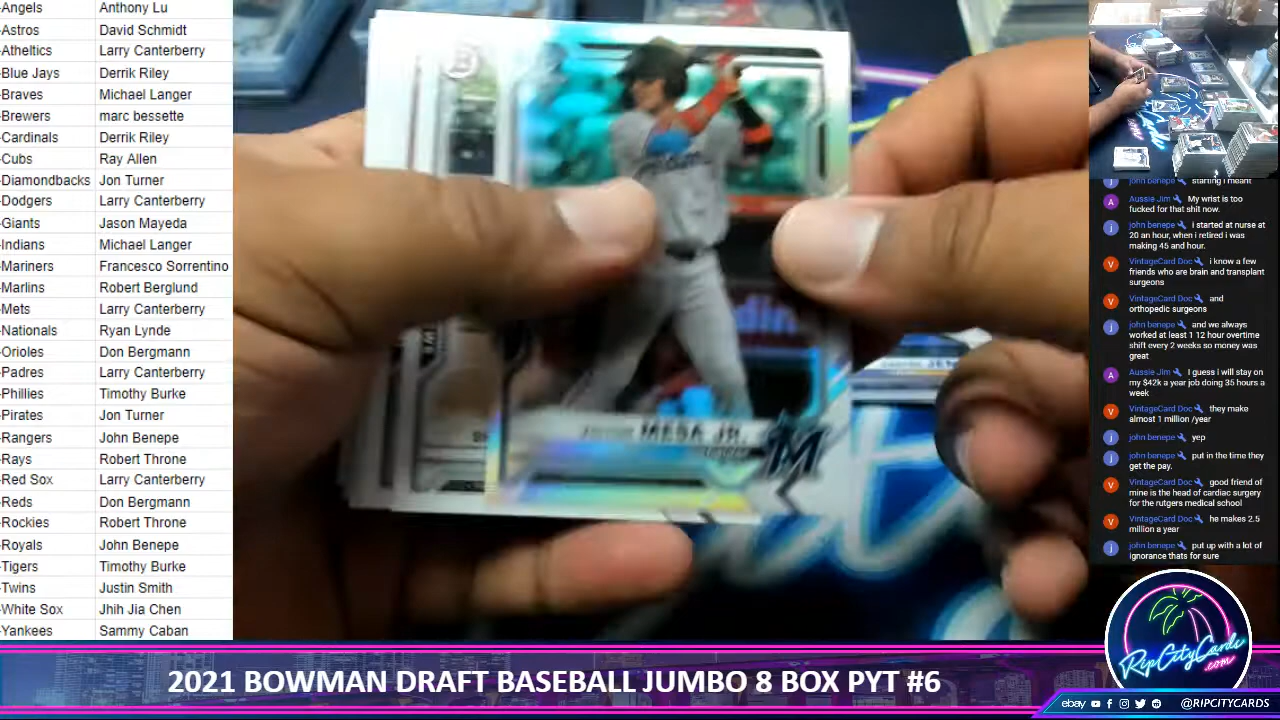 -Angels Anthony Lu
-Astros David Schmidt
-Atheltics Larry Canterberry
-Blue Jays Derrik Riley
-Braves Michael Langer
-Brewers marc bessette
-Cardinals Derrik Riley
-Cubs Ray Allen
-Diamondbacks Jon Turner
-Dodgers Larry Canterberry
-Giants Jason Mayeda
-Indians Michael Langer
-Mariners Francesco Sorrentino
-Marlins Robert Berglund
-Mets Larry Canterberry
-Nationals Ryan Lynde
-Orioles Don Bergmann
-Padres Larry Canterberry
-Phillies Timothy Burke
-Pirates Jon Turner
-Rangers John Benepe
-Rays Robert Throne
-Red Sox Larry Canterberry
-Reds Don Bergmann
-Rockies Robert Throne
-Royals John Benepe
-Tigers Timothy Burke
-Twins Justin Smith
-White Sox Jhih Jia Chen
-Yankees Sammy Caban
MESA JR.
M
john benepe starting I meant
Aussie Jim My wrist is too
fucked for that shit now.
john benepe i started at nurse at
20 an hour, when i retired i was
making 45 and hour.
VintageCard Doc i know a few
friends who are brain and transplant
surgeons
VintageCard Doc and
orthopedic surgeons
john benepe and we always
worked at least 1 12 hour overtime
shift every 2 weeks so money was
great
Aussie Jim I guess i will stay on
my $42k a year job doing 35 hours a
week
VintageCard Doc they make
almost 1 million /year
john benepe yep
john benepe put in the time they
get the pay.
VintageCard Doc good friend of
mine is the head of cardiac surgery
for the rutgers medical school
VintageCard Doc he makes 2.5
million a year
john benepe put up with a lot of
ignorance thats for sure
RipCityCards
.com
2021 BOWMAN DRAFT BASEBALL JUMBO 8 BOX PYT #6
ebay @RIPCITYCARDS